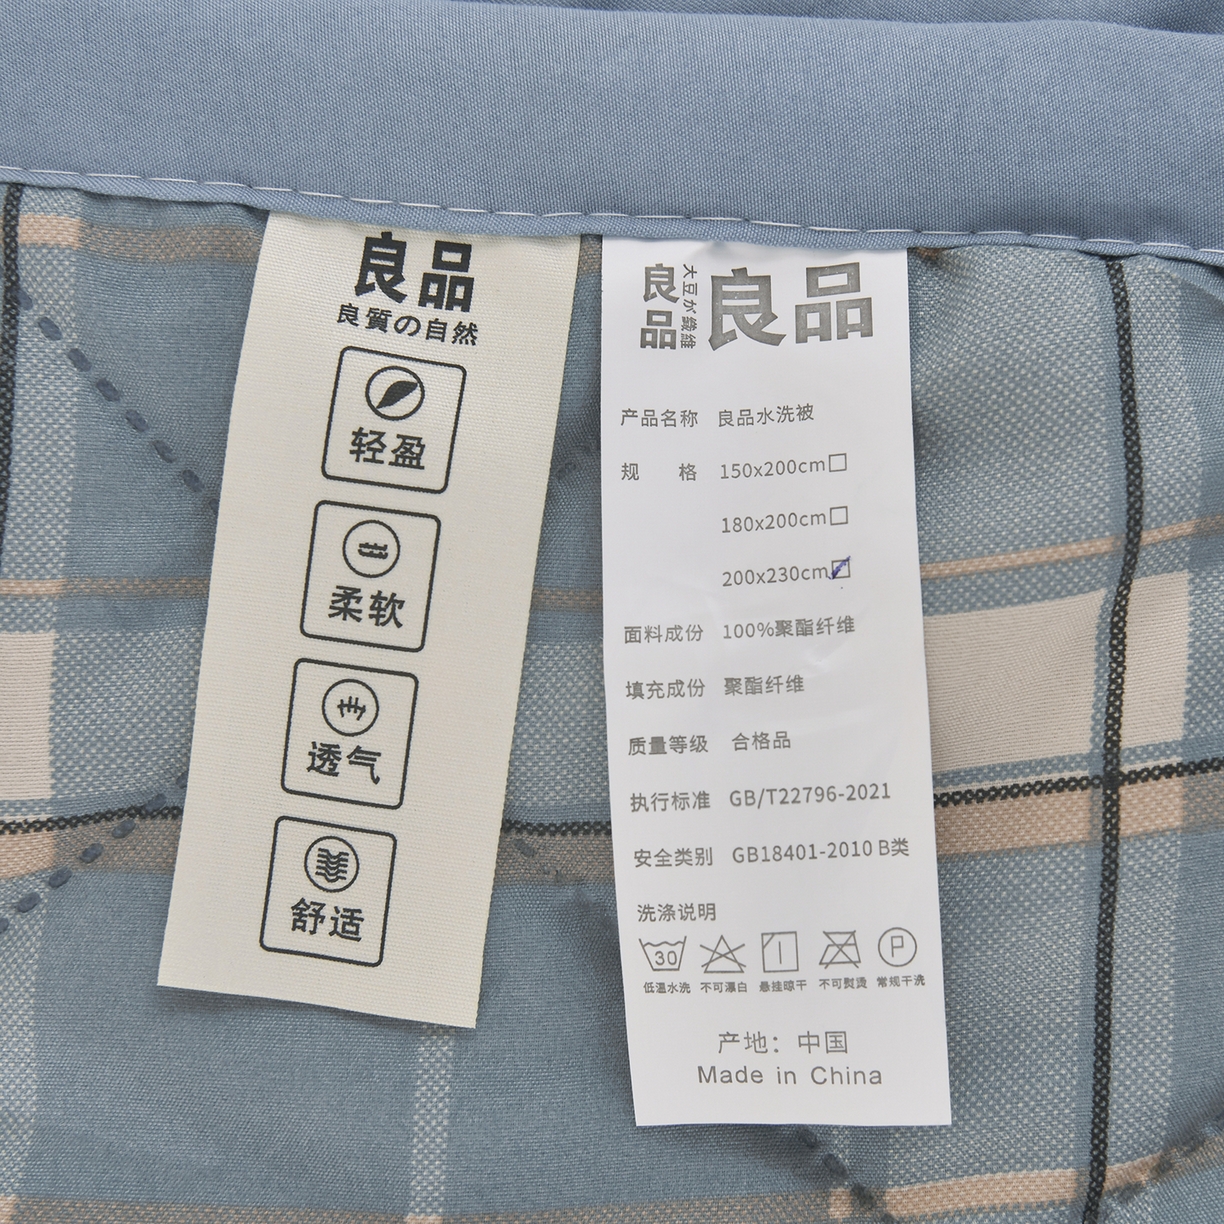 良品
良質の自然
轻盈
柔软
透气
舒适
良品
大豆が繊維
良品
产品名称 良品水洗被
规 格 150x200cm□
180x200cm□
200x230cm☑
面料成份 100%聚酯纤维
填充成份 聚酯纤维
质量等级 合格品
执行标准 GB/T22796-2021
安全类别 GB18401-2010 B类
洗涤说明
30
P
低温水洗 不可漂白 悬挂晾干 不可熨烫 常规干洗
产地：中国
Made in China